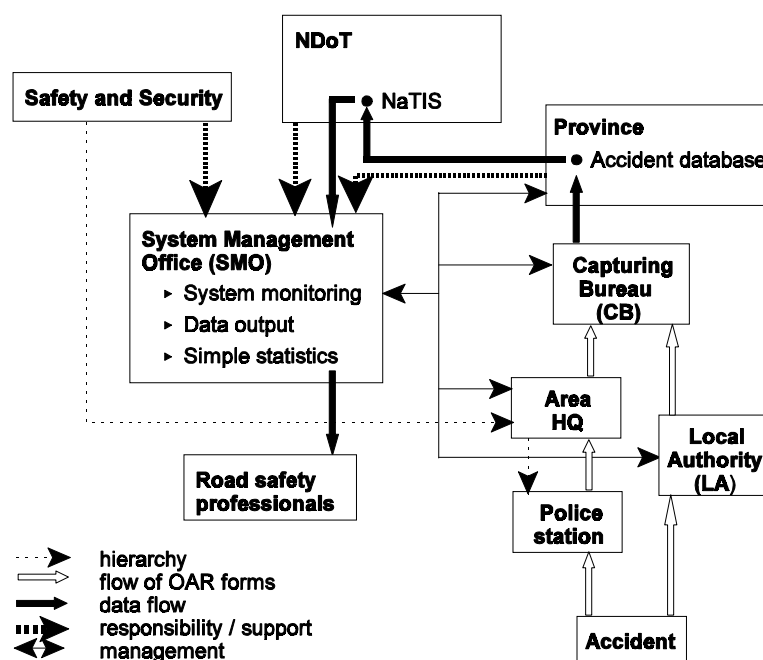 NDoT
NaTIS
Safety and Security
Province
Accident database
System Management
Office (SMO)
System monitoring
Data output
Simple statistics
Capturing
Bureau
(CB)
Area
HQ
Local
Authority
(LA)
Road safety
professionals
Police
station
Accident
hierarchy
flow of OAR forms
data flow
responsibility / support
management